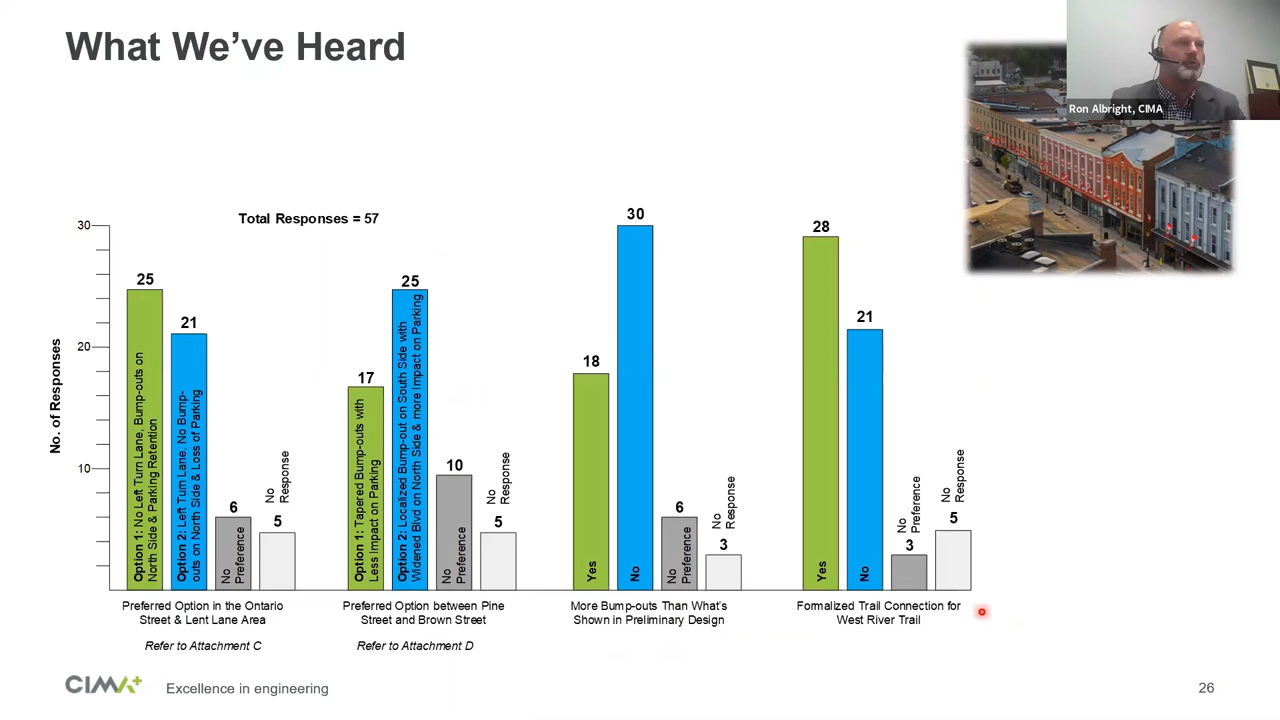 What We've Heard
Ron Albright, CIMA
Total Responses = 57
No. of Responses
30
20
10
25
Option 1: No Left Turn Lane, Bump-outs on
North Side & Parking Retention
21
Option 2: Left Turn Lane, No Bump-
outs on North Side & Loss of Parking
6
No
Preference
No
Response
5
Preferred Option in the Ontario
Street & Lent Lane Area
Refer to Attachment C
17
Option 1: Tapered Bump-outs with
Less Impact on Parking
25
Option 2: Localized Bump-out on South Side with
Widened Blvd on North Side & more Impact on Parking
10
No
Preference
No
Response
5
Preferred Option between Pine
Street and Brown Street
Refer to Attachment D
18
Yes
30
No
6
No
Preference
No
Response
3
More Bump-outs Than What's
Shown in Preliminary Design
28
Yes
21
No
No
Preference
3
No
Response
5
Formalized Trail Connection for
West River Trail
CIMA+
Excellence in engineering
26